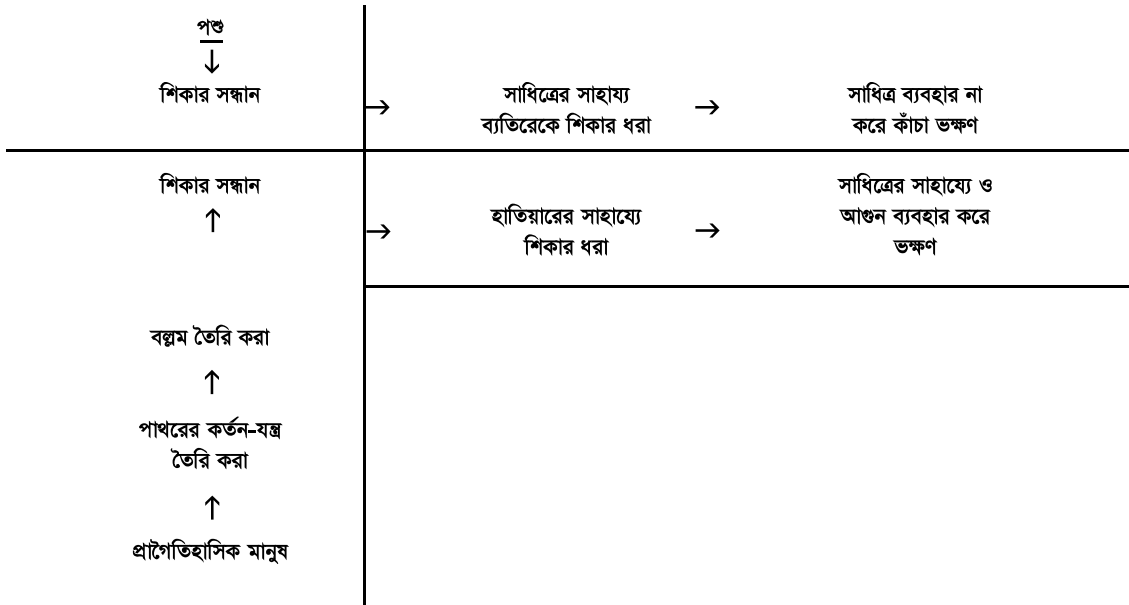 পশু
↓
শিকার সন্ধান
→
সাধিত্রের সাহায্য
ব্যতিরেকে শিকার ধরা
→
সাধিত্র ব্যবহার না
করে কাঁচা ভক্ষণ
শিকার সন্ধান
↑
→
হাতিয়ারের সাহায্যে
শিকার ধরা
→
সাধিত্রের সাহায্যে ও
আগুন ব্যবহার করে
ভক্ষণ
বল্লম তৈরি করা
↑
পাথরের কর্তন-যন্ত্র
তৈরি করা
↑
প্রাগৈতিহাসিক মানুষ